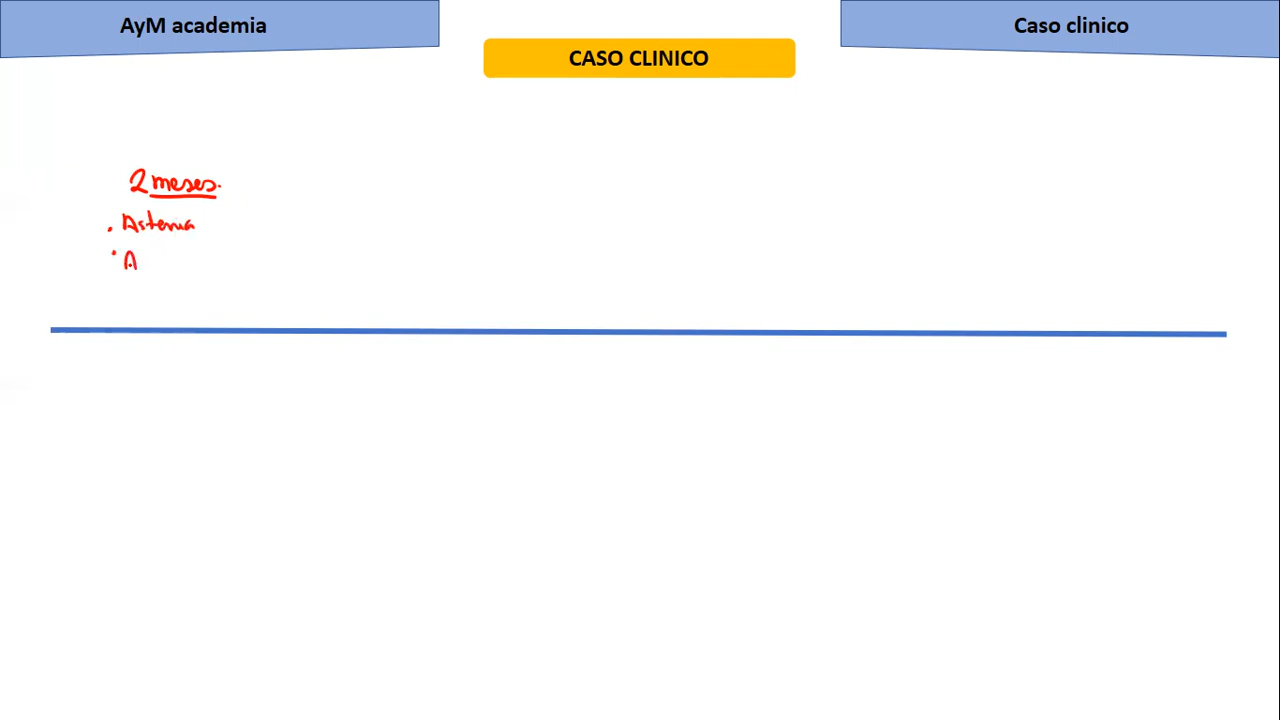 AyM academia
Caso clinico
CASO CLINICO
2 meses.
. Astenia
. A